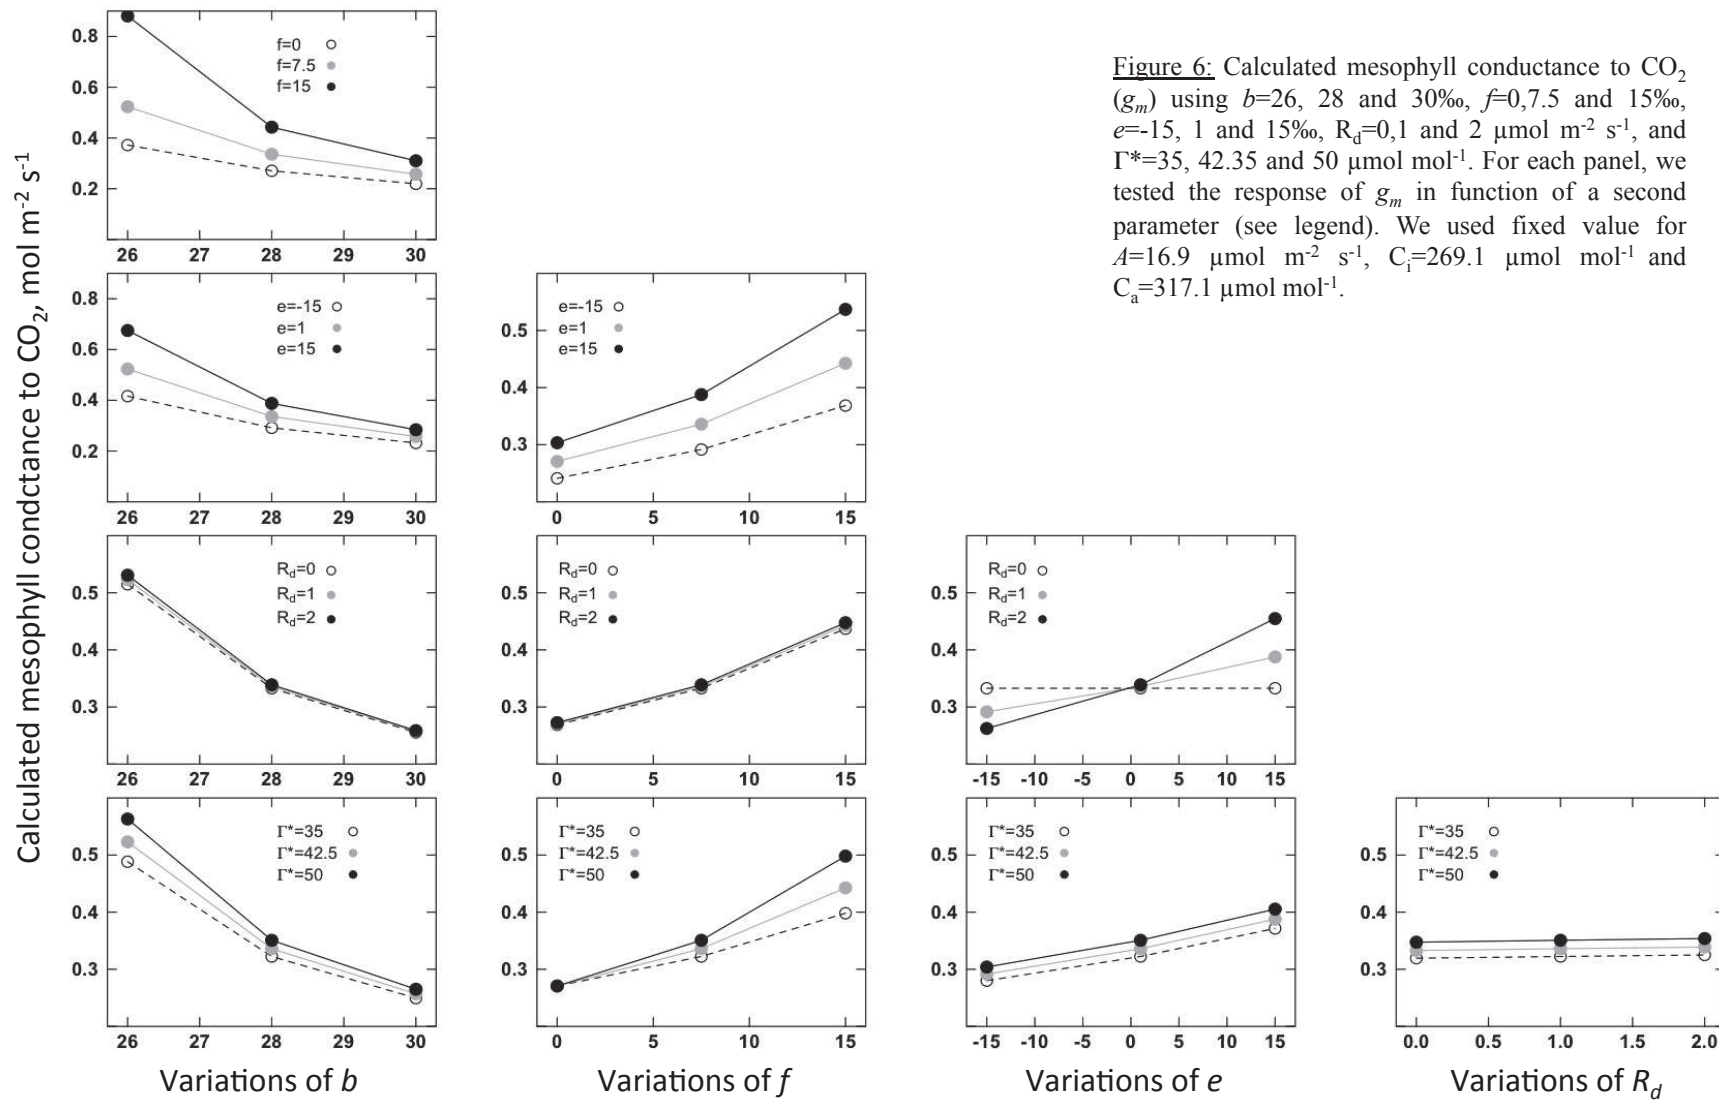 Calculated mesophyll condctance to CO2, mol m-2 s-1
Figure 6: Calculated mesophyll conductance to CO2
(gm) using b=26, 28 and 30‰, f=0,7.5 and 15‰,
e=-15, 1 and 15‰, Rd=0,1 and 2 µmol m-2 s-1, and
Γ*=35, 42.35 and 50 µmol mol-1. For each panel, we
tested the response of gm in function of a second
parameter (see legend). We used fixed value for
A=16.9 µmol m-2 s-1, Ci=269.1 µmol mol-1 and
Ca=317.1 µmol mol-1.
0.8
0.6
0.4
0.2
f=0
f=7.5
f=15
26 27 28 29 30
0.8
0.6
0.4
0.2
e=-15
e=1
e=15
26 27 28 29 30
0.5
0.4
0.3
e=-15
e=1
e=15
0 5 10 15
0.5
0.4
0.3
Rd=0
Rd=1
Rd=2
26 27 28 29 30
0.5
0.4
0.3
Rd=0
Rd=1
Rd=2
0 5 10 15
0.5
0.4
0.3
Rd=0
Rd=1
Rd=2
-15 -10 -5 0 5 10 15
0.5
0.4
0.3
Γ*=35
Γ*=42.5
Γ*=50
26 27 28 29 30
0.5
0.4
0.3
Γ*=35
Γ*=42.5
Γ*=50
0 5 10 15
0.5
0.4
0.3
Γ*=35
Γ*=42.5
Γ*=50
-15 -10 -5 0 5 10 15
0.5
0.4
0.3
Γ*=35
Γ*=42.5
Γ*=50
0.0 0.5 1.0 1.5 2.0
Variations of b
Variations of f
Variations of e
Variations of Rd